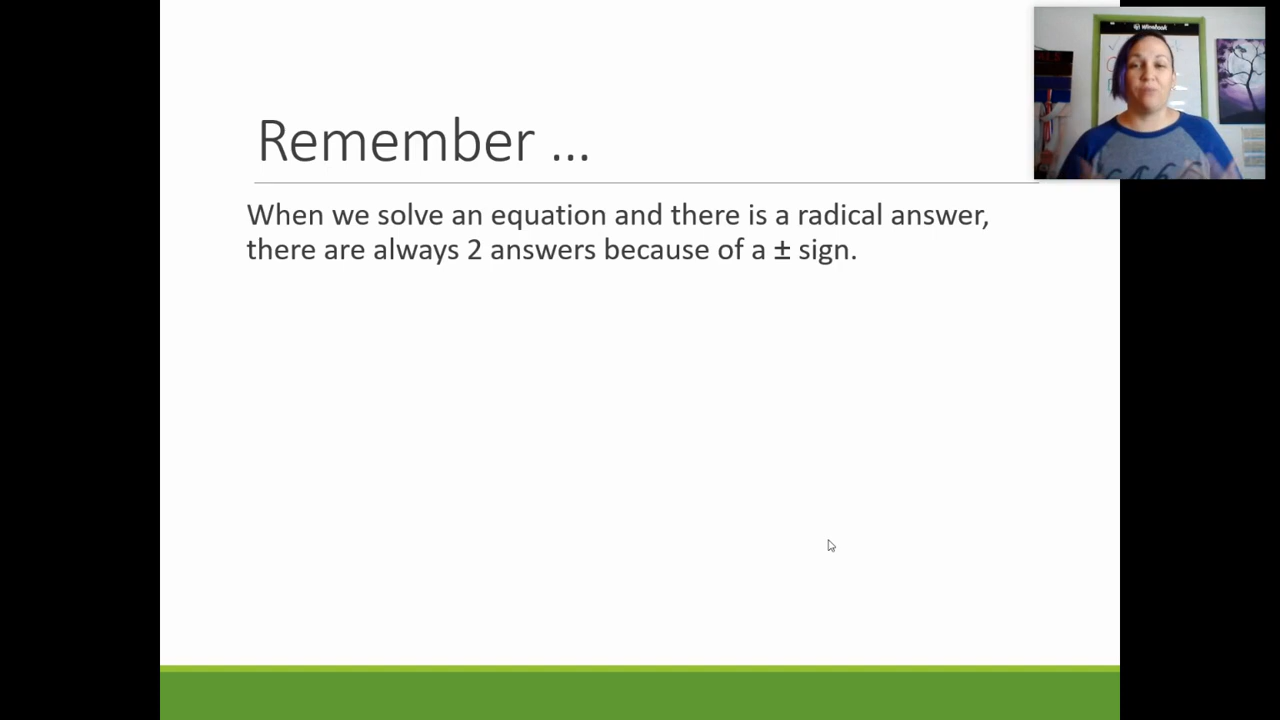 Remember ...
When we solve an equation and there is a radical answer,
there are always 2 answers because of a ± sign.